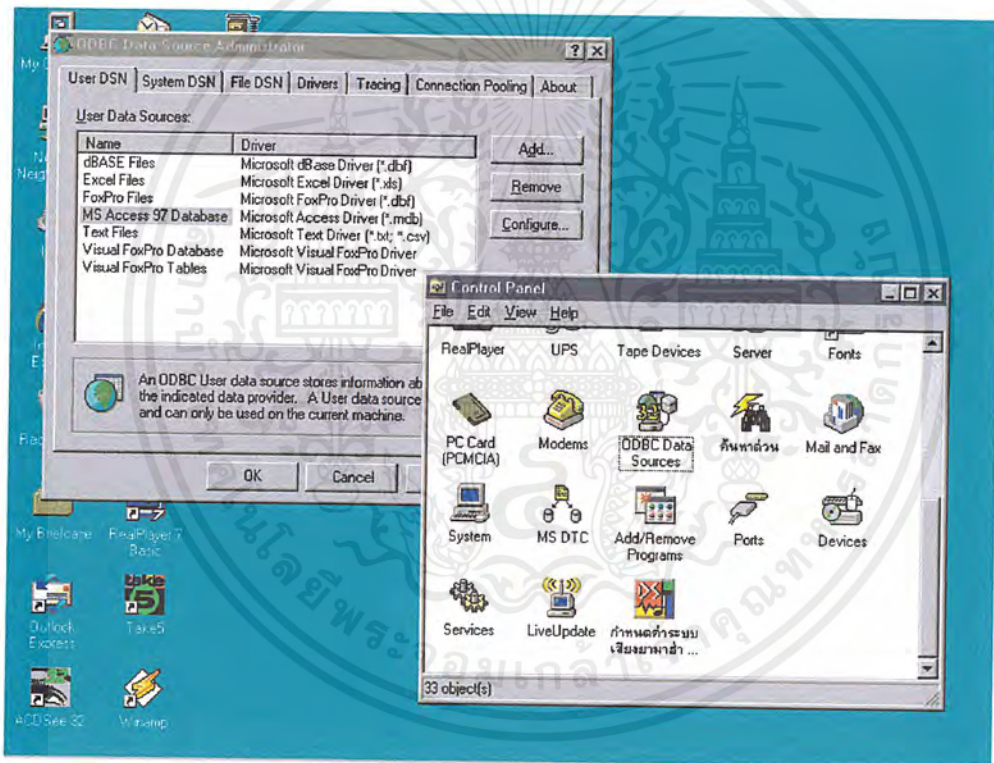 ODBC Data Source Administrator
User DSN
System DSN
File DSN
Drivers
Tracing
Connection Pooling
About
User Data Sources:
Name Driver
dBASE Files Microsoft dBase Driver (*.dbf)
Excel Files Microsoft Excel Driver (*.xls)
FoxPro Files Microsoft FoxPro Driver (*.dbf)
MS Access 97 Database Microsoft Access Driver (*.mdb)
Text Files Microsoft Text Driver (*.txt; *.csv)
Visual FoxPro Database Microsoft Visual FoxPro Driver
Visual FoxPro Tables Microsoft Visual FoxPro Driver
Add...
Remove
Configure...
An ODBC User data source stores information ab
the indicated data provider. A User data source
and can only be used on the current machine.
OK
Cancel
Control Panel
File Edit View Help
RealPlayer
UPS
Tape Devices
Server
Fonts
PC Card
(PCMCIA)
Modems
ODBC Data
Sources
ค้นหาด่วน
Mail and Fax
System
MS DTC
Add/Remove
Programs
Ports
Devices
Services
LiveUpdate
กำหนดค่าระบบ
เสียงยามาฮ่า ...
33 object(s)
My Briefcase
RealPlayer 7
Basic
Outlook
Express
Take5
ACDSee 32
Winamp